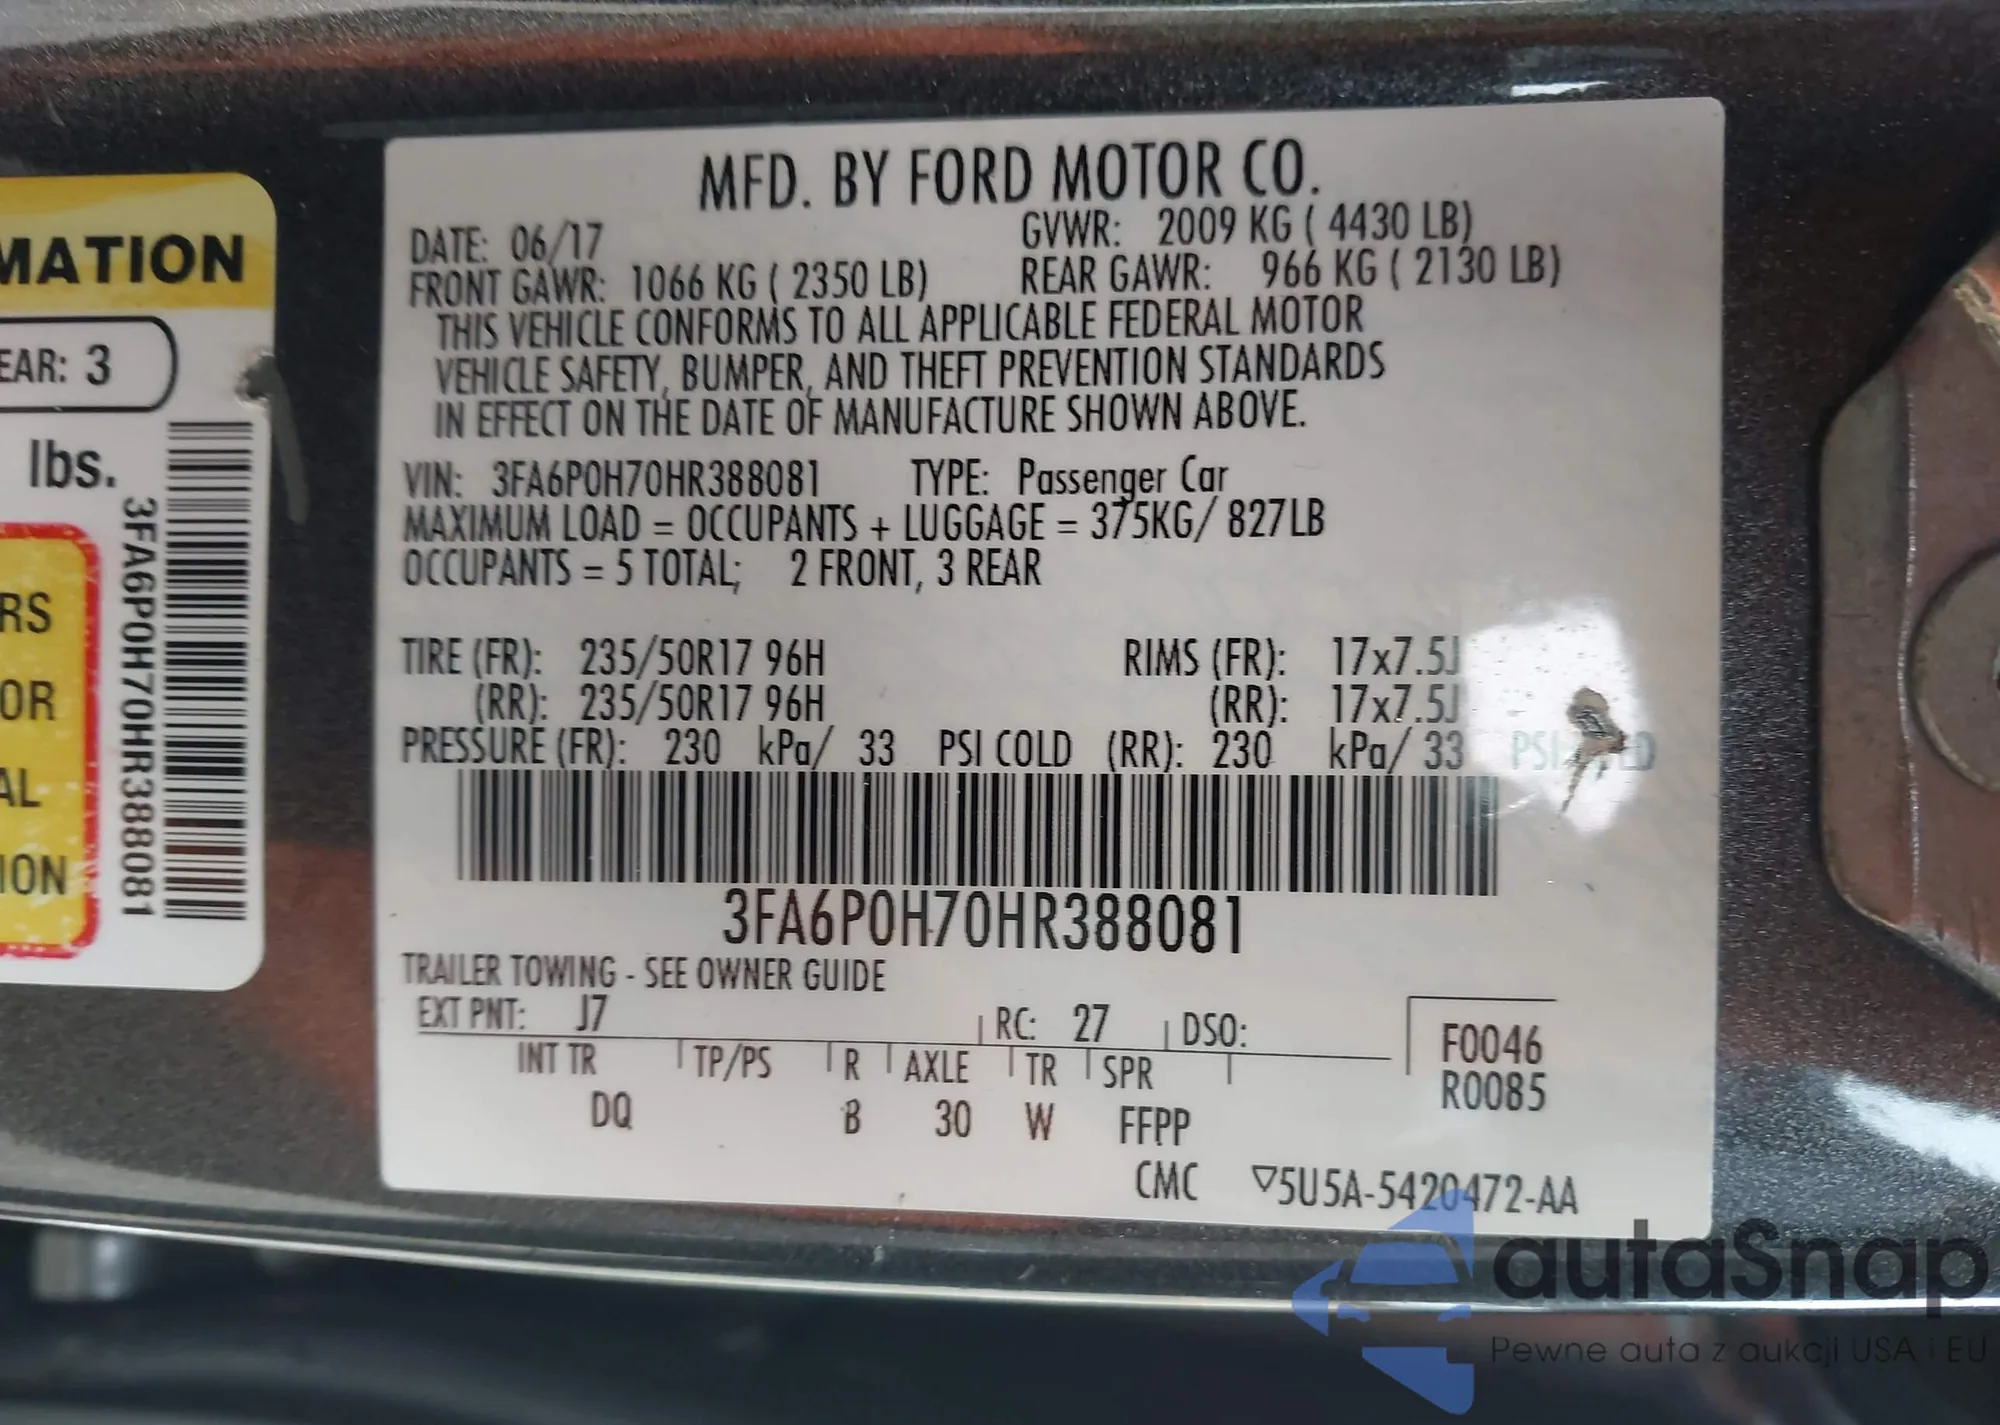 MATION
EAR: 3
lbs.
3FA6P0H70HR388081
RS
OR
AL
ION
MFD. BY FORD MOTOR CO.
DATE: 06/17 GVWR: 2009 KG ( 4430 LB)
FRONT GAWR: 1066 KG ( 2350 LB) REAR GAWR: 966 KG ( 2130 LB)
THIS VEHICLE CONFORMS TO ALL APPLICABLE FEDERAL MOTOR
VEHICLE SAFETY, BUMPER, AND THEFT PREVENTION STANDARDS
IN EFFECT ON THE DATE OF MANUFACTURE SHOWN ABOVE.
VIN: 3FA6P0H70HR388081 TYPE: Passenger Car
MAXIMUM LOAD = OCCUPANTS + LUGGAGE = 375KG/ 827LB
OCCUPANTS = 5 TOTAL; 2 FRONT, 3 REAR
TIRE (FR): 235/50R17 96H RIMS (FR): 17x7.5J
(RR): 235/50R17 96H (RR): 17x7.5J
PRESSURE (FR): 230 kPa/ 33 PSI COLD (RR): 230 kPa/ 33 PSI
3FA6P0H70HR388081
TRAILER TOWING - SEE OWNER GUIDE
EXT PNT: J7 RC: 27 DSO:
INT TR TP/PS R AXLE TR SPR
DQ B 30 W FFPP
F0046
R0085
CMC ▽5U5A-5420472-AA
autaSnap
Pewne auta z aukcji USA i EU